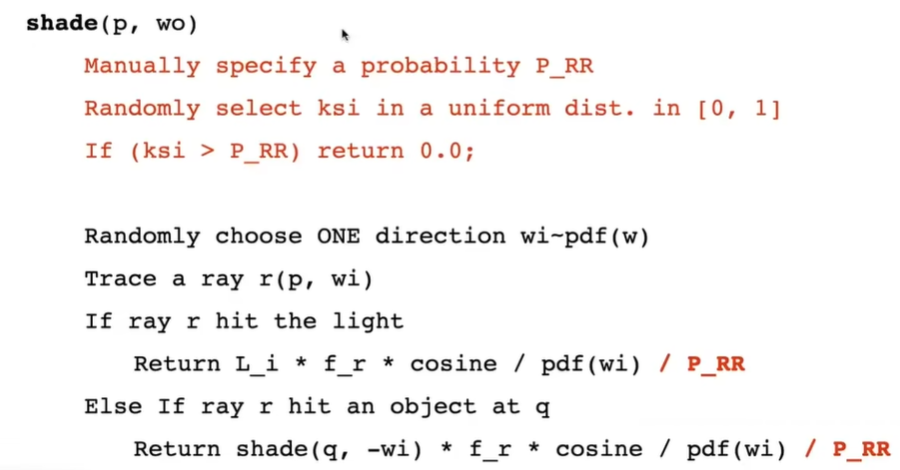 shade(p, wo)
Manually specify a probability P_RR
Randomly select ksi in a uniform dist. in [0, 1]
If (ksi > P_RR) return 0.0;
Randomly choose ONE direction wi~pdf(w)
Trace a ray r(p, wi)
If ray r hit the light
Return L_i * f_r * cosine / pdf(wi) / P_RR
Else If ray r hit an object at q
Return shade(q, -wi) * f_r * cosine / pdf(wi) / P_RR